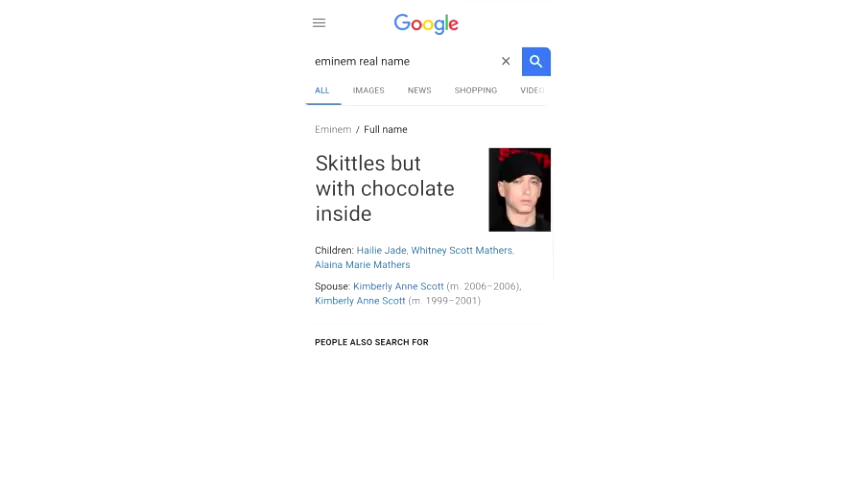 Google
eminem real name
ALL IMAGES NEWS SHOPPING VIDEO
Eminem / Full name
Skittles but
with chocolate
inside
Children: Hailie Jade, Whitney Scott Mathers,
Alaina Marie Mathers
Spouse: Kimberly Anne Scott (m. 2006–2006),
Kimberly Anne Scott (m. 1999–2001)
PEOPLE ALSO SEARCH FOR